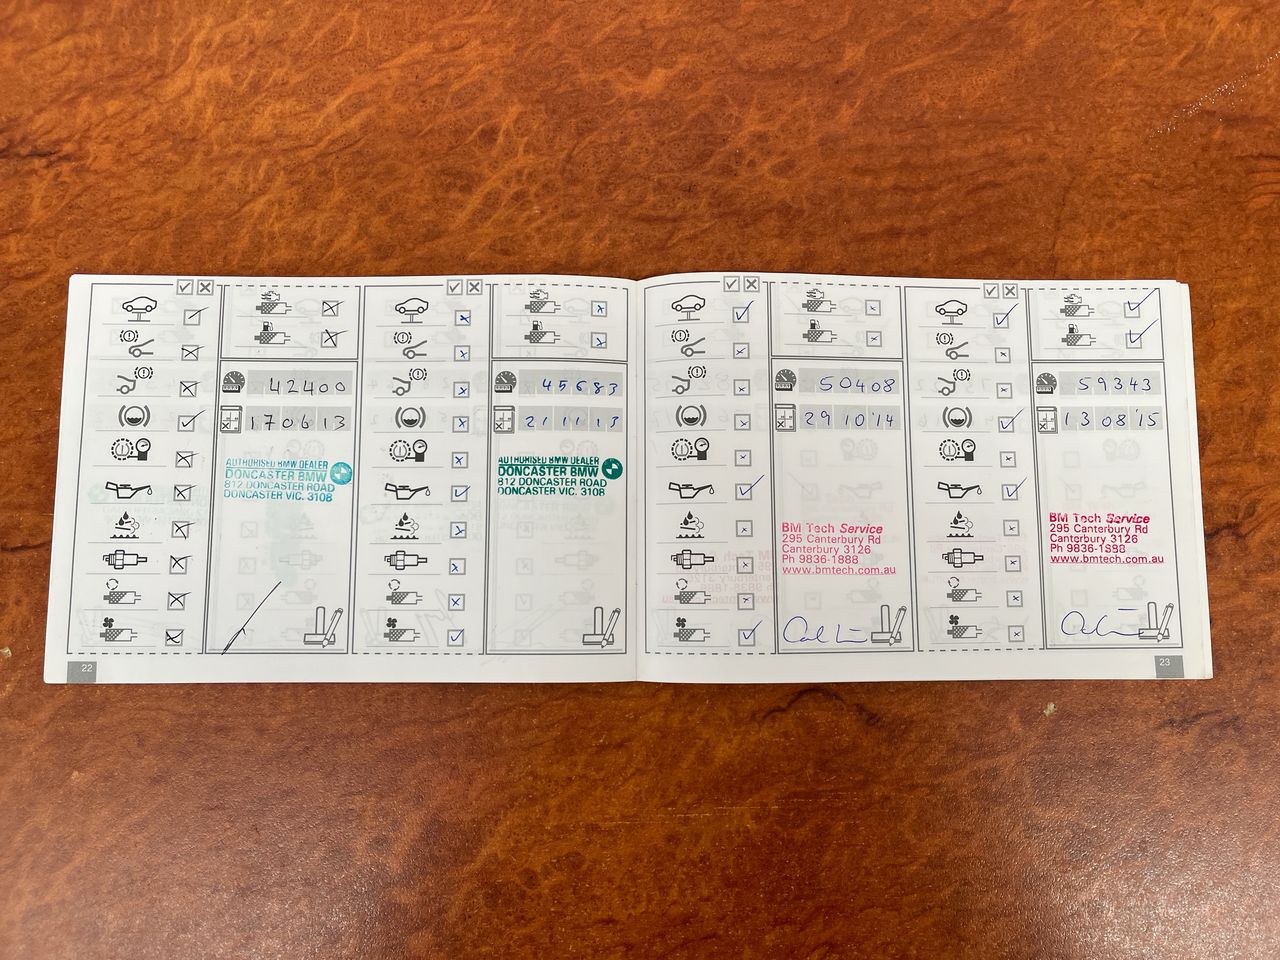 42400
170613
AUTHORISED BMW DEALER
DONCASTER BMW
812 DONCASTER ROAD
DONCASTER VIC. 3108
22
45683
211113
AUTHORISED BMW DEALER
DONCASTER BMW
812 DONCASTER ROAD
DONCASTER VIC. 3108
50408
29 10 '14
BM Tech Service
295 Canterbury Rd
Canterbury 3126
Ph 9836-1888
www.bmtech.com.au
59343
13 08 '15
BM Tech Service
295 Canterbury Rd
Canterbury 3126
Ph 9836-1888
www.bmtech.com.au
23